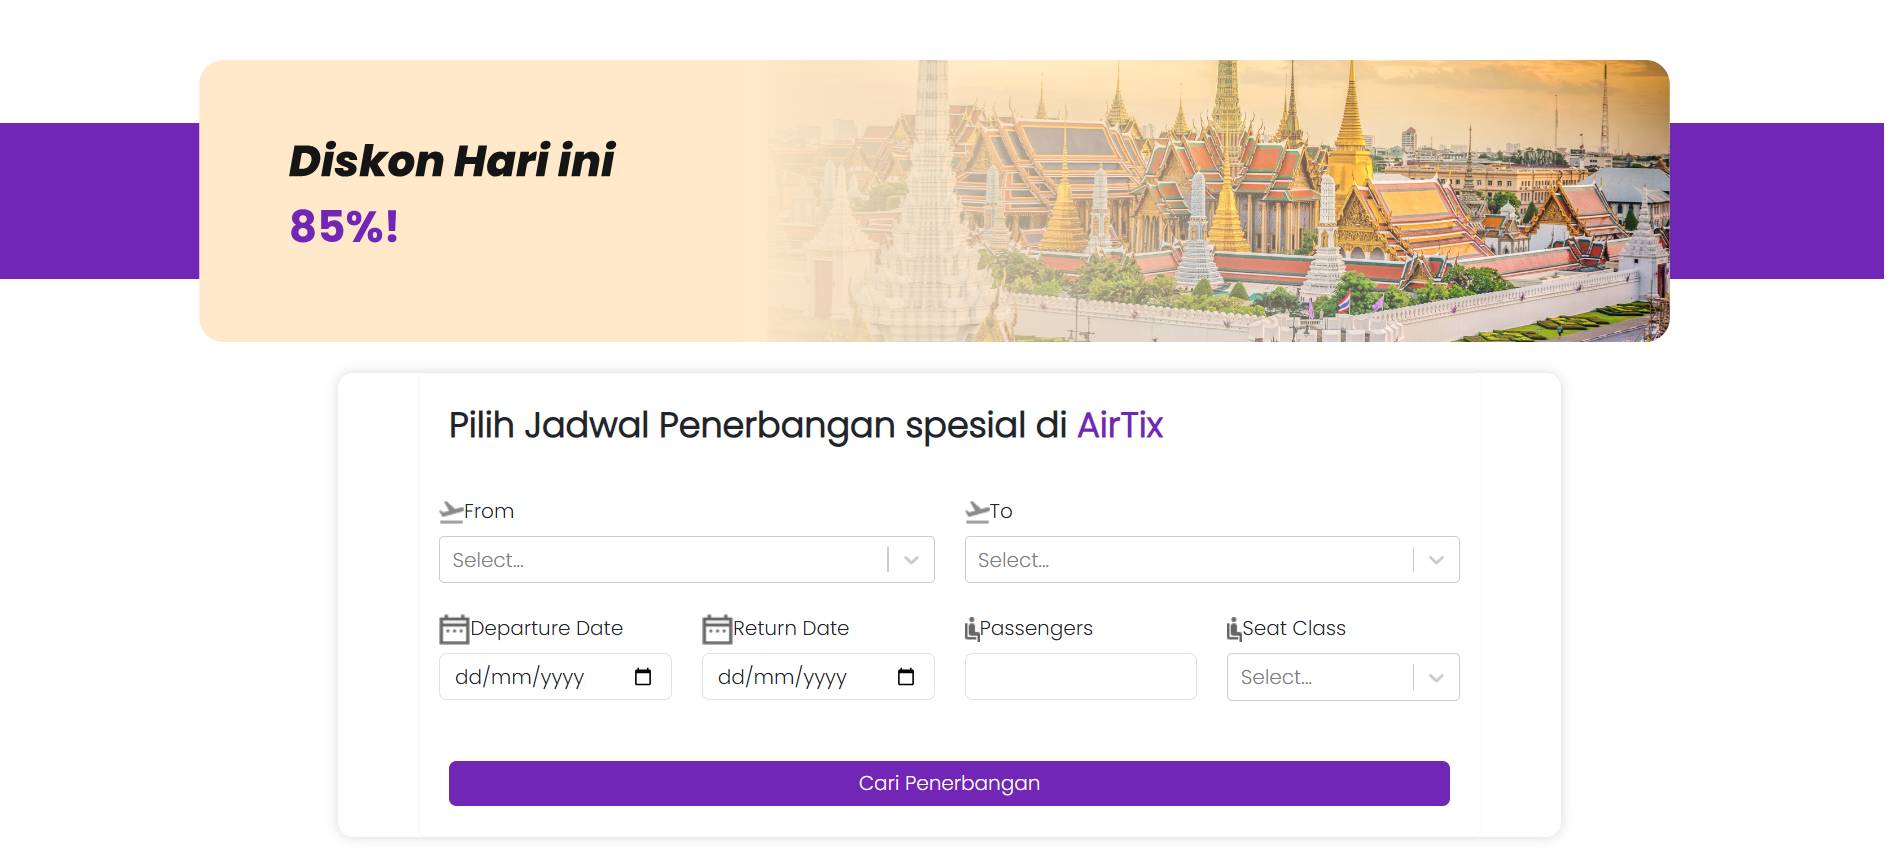 Diskon Hari ini
85%!
Pilih Jadwal Penerbangan spesial di AirTix
From
To
Select...
Select...
Departure Date
Return Date
Passengers
Seat Class
dd/mm/yyyy
dd/mm/yyyy
Select...
Cari Penerbangan